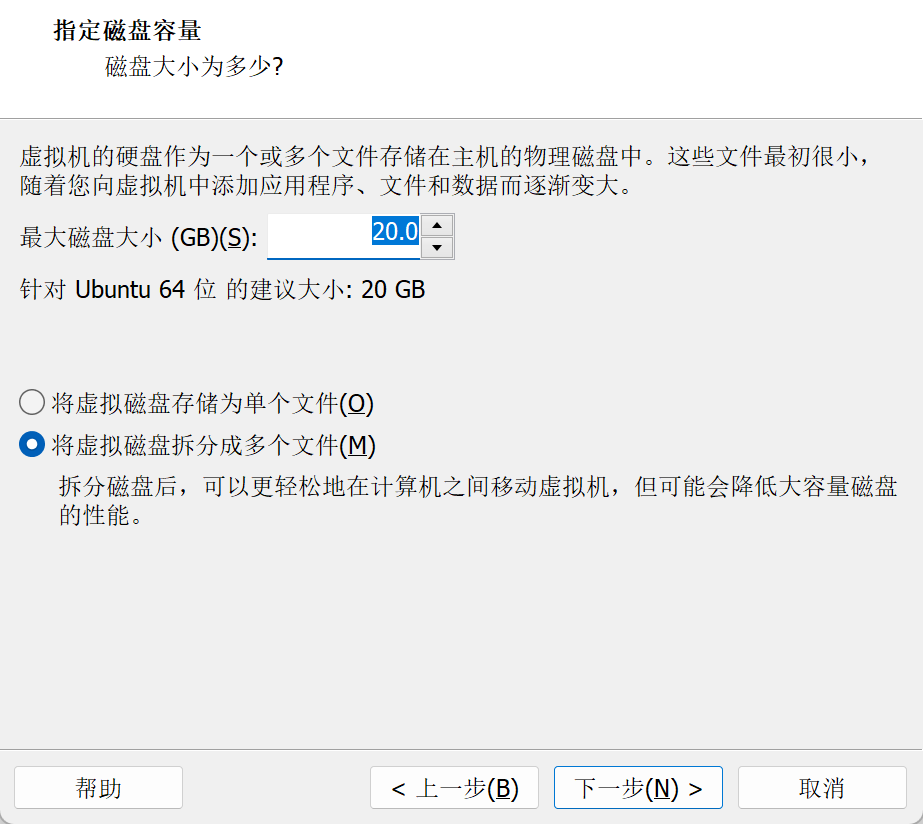 指定磁盘容量
磁盘大小为多少?
虚拟机的硬盘作为一个或多个文件存储在主机的物理磁盘中。这些文件最初很小，
随着您向虚拟机中添加应用程序、文件和数据而逐渐变大。
最大磁盘大小 (GB)(S): 20.0
针对 Ubuntu 64 位 的建议大小: 20 GB
将虚拟磁盘存储为单个文件(O)
将虚拟磁盘拆分成多个文件(M)
拆分磁盘后，可以更轻松地在计算机之间移动虚拟机，但可能会降低大容量磁盘
的性能。
帮助 < 上一步(B) 下一步(N) > 取消